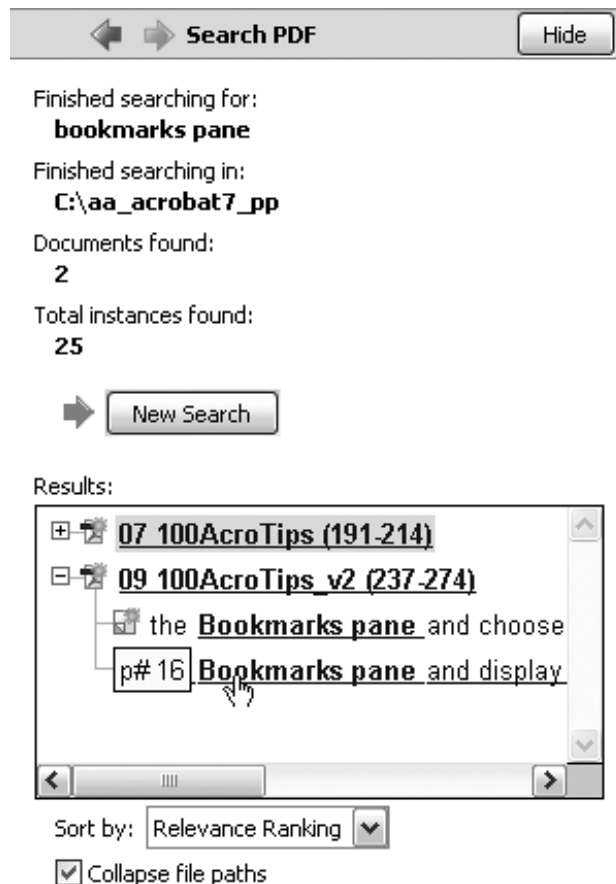 Search PDF
Hide
Finished searching for:
bookmarks pane
Finished searching in:
C:\aa_acrobat7_pp
Documents found:
2
Total instances found:
25
New Search
Results:
07 100AcroTips (191-214)
09 100AcroTips_v2 (237-274)
the Bookmarks pane and choose
p# 16 Bookmarks pane and display
Sort by: Relevance Ranking
Collapse file paths